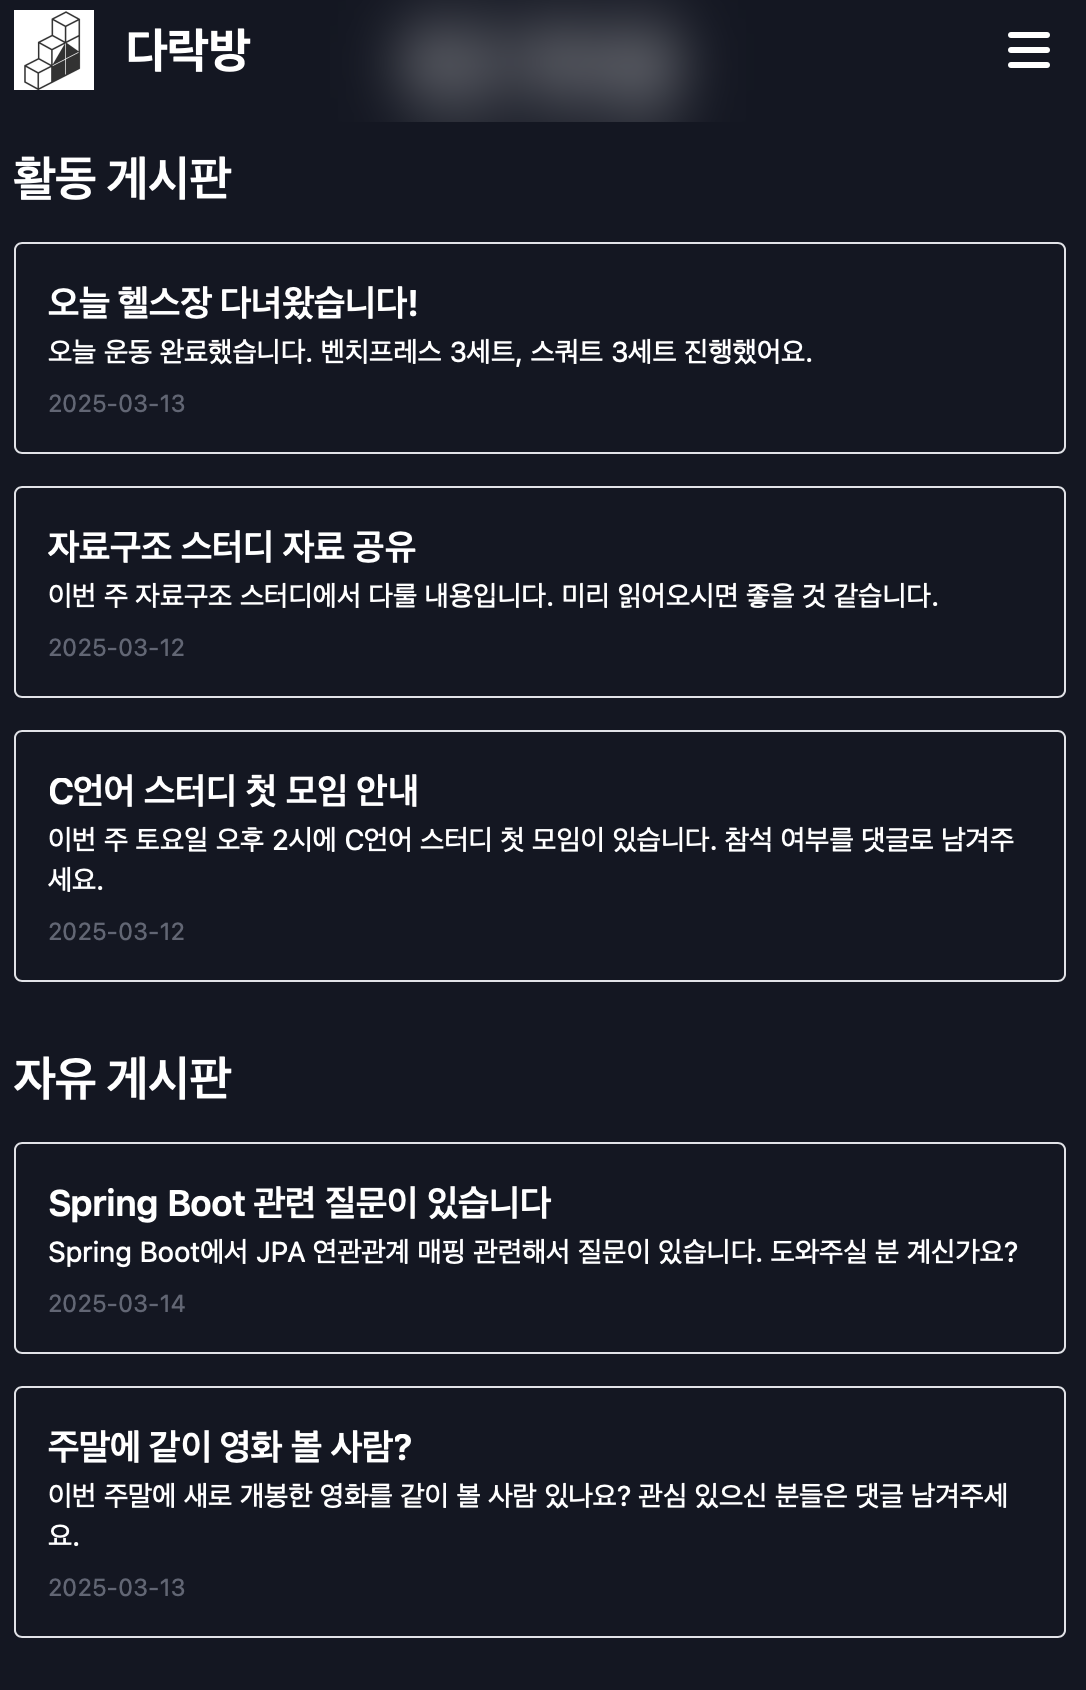 다락방
활동 게시판
오늘 헬스장 다녀왔습니다!
오늘 운동 완료했습니다. 벤치프레스 3세트, 스쿼트 3세트 진행했어요.
2025-03-13
자료구조 스터디 자료 공유
이번 주 자료구조 스터디에서 다룰 내용입니다. 미리 읽어오시면 좋을 것 같습니다.
2025-03-12
C언어 스터디 첫 모임 안내
이번 주 토요일 오후 2시에 C언어 스터디 첫 모임이 있습니다. 참석 여부를 댓글로 남겨주
세요.
2025-03-12
자유 게시판
Spring Boot 관련 질문이 있습니다
Spring Boot에서 JPA 연관관계 매핑 관련해서 질문이 있습니다. 도와주실 분 계신가요?
2025-03-14
주말에 같이 영화 볼 사람?
이번 주말에 새로 개봉한 영화를 같이 볼 사람 있나요? 관심 있으신 분들은 댓글 남겨주세
요.
2025-03-13